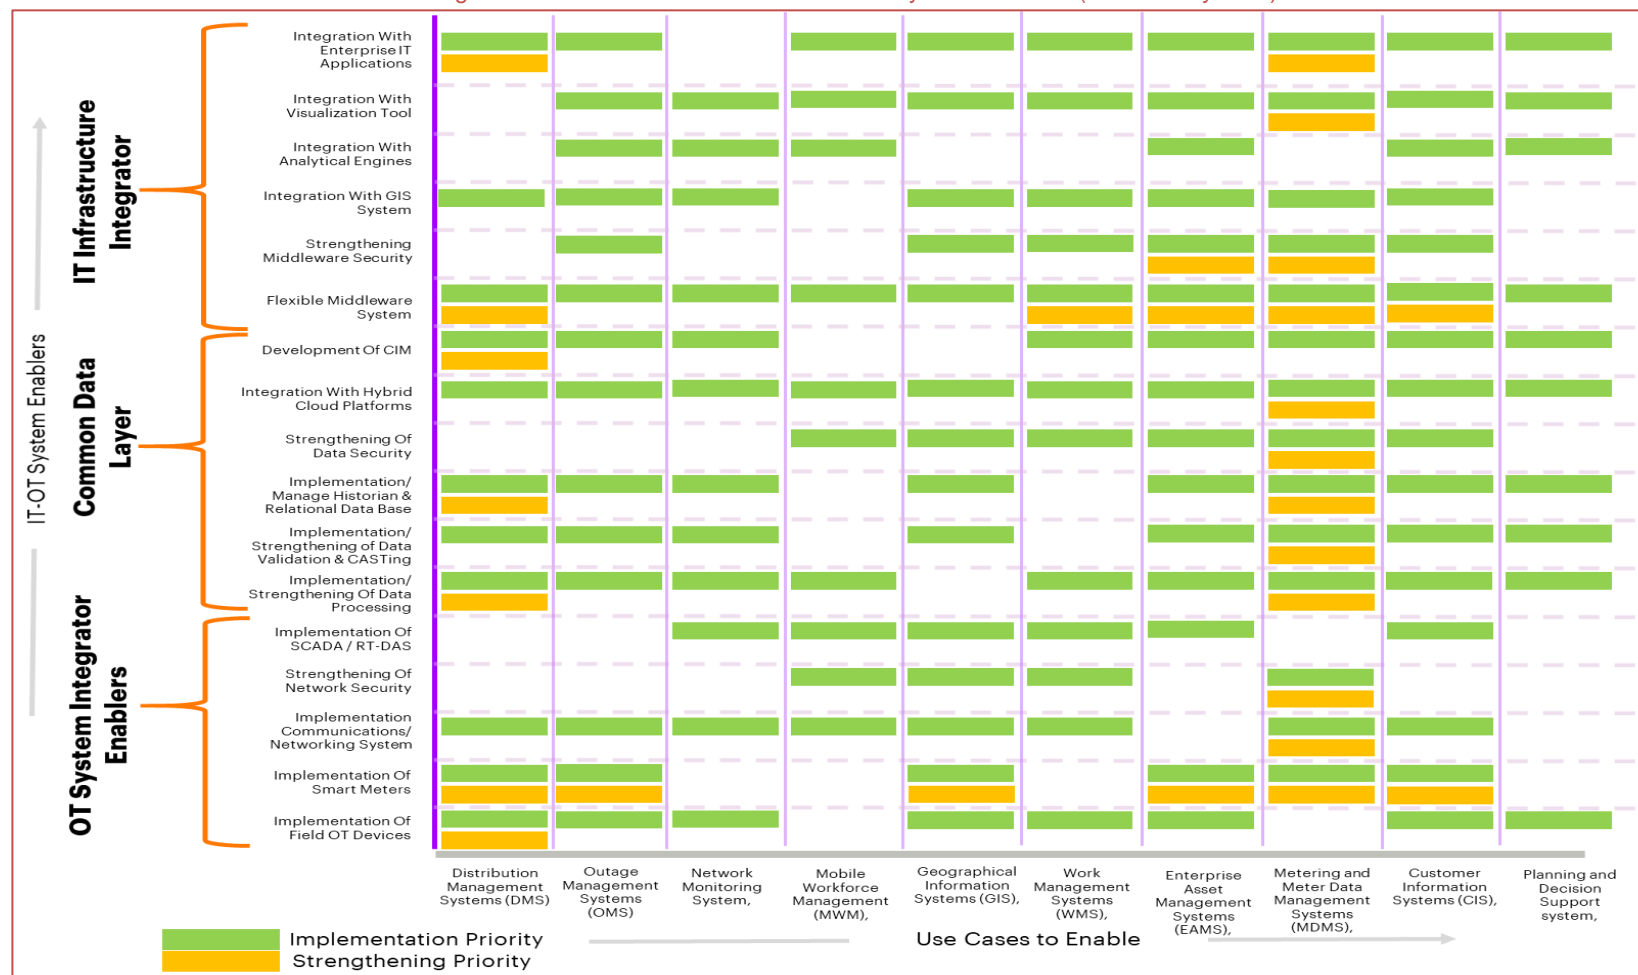 Integration With
Enterprise IT
Applications
Integration With
Visualization Tool
Integration With
Analytical Engines
Integration With GIS
System
Strengthening
Middleware Security
Flexible Middleware
System
Development Of CIM
Integration With Hybrid
Cloud Platforms
Strengthening Of
Data Security
Implementation/
Manage Historian &
Relational Data Base
Implementation/
Strengthening of Data
Validation & CASTing
Implementation/
Strengthening Of Data
Processing
Implementation Of
SCADA / RT-DAS
Strengthening Of
Network Security
Implementation
Communications/
Networking System
Implementation Of
Smart Meters
Implementation Of
Field OT Devices
IT Infrastructure
Integrator
Common Data
Layer
OT System Integrator
Enablers
IT-OT System Enablers
Distribution
Management
Systems (DMS)
Outage
Management
Systems
(OMS)
Network
Monitoring
System,
Mobile
Workforce
Management
(MWM),
Geographical
Information
Systems (GIS),
Work
Management
Systems
(WMS),
Enterprise
Asset
Management
Systems
(EAMS),
Metering and
Meter Data
Management
Systems
(MDMS),
Customer
Information
Systems (CIS),
Planning and
Decision
Support
system,
Implementation Priority
Strengthening Priority
Use Cases to Enable